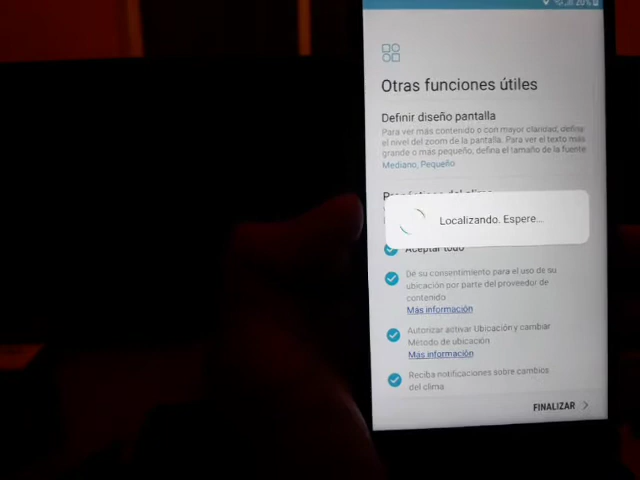 20%
Otras funciones útiles
Definir diseño pantalla
Para ver más contenido o con mayor claridad, define
el nivel del zoom de la pantalla. Para ver el texto más
grande o más pequeño, defina el tamaño de la fuente
Mediano, Pequeño
Localizando. Espere...
Aceptar todo
Dé su consentimiento para el uso de su
ubicación por parte del proveedor de
contenido
Más información
Autorizar activar Ubicación y cambiar
Método de ubicación
Más información
Reciba notificaciones sobre cambios
del clima
FINALIZAR